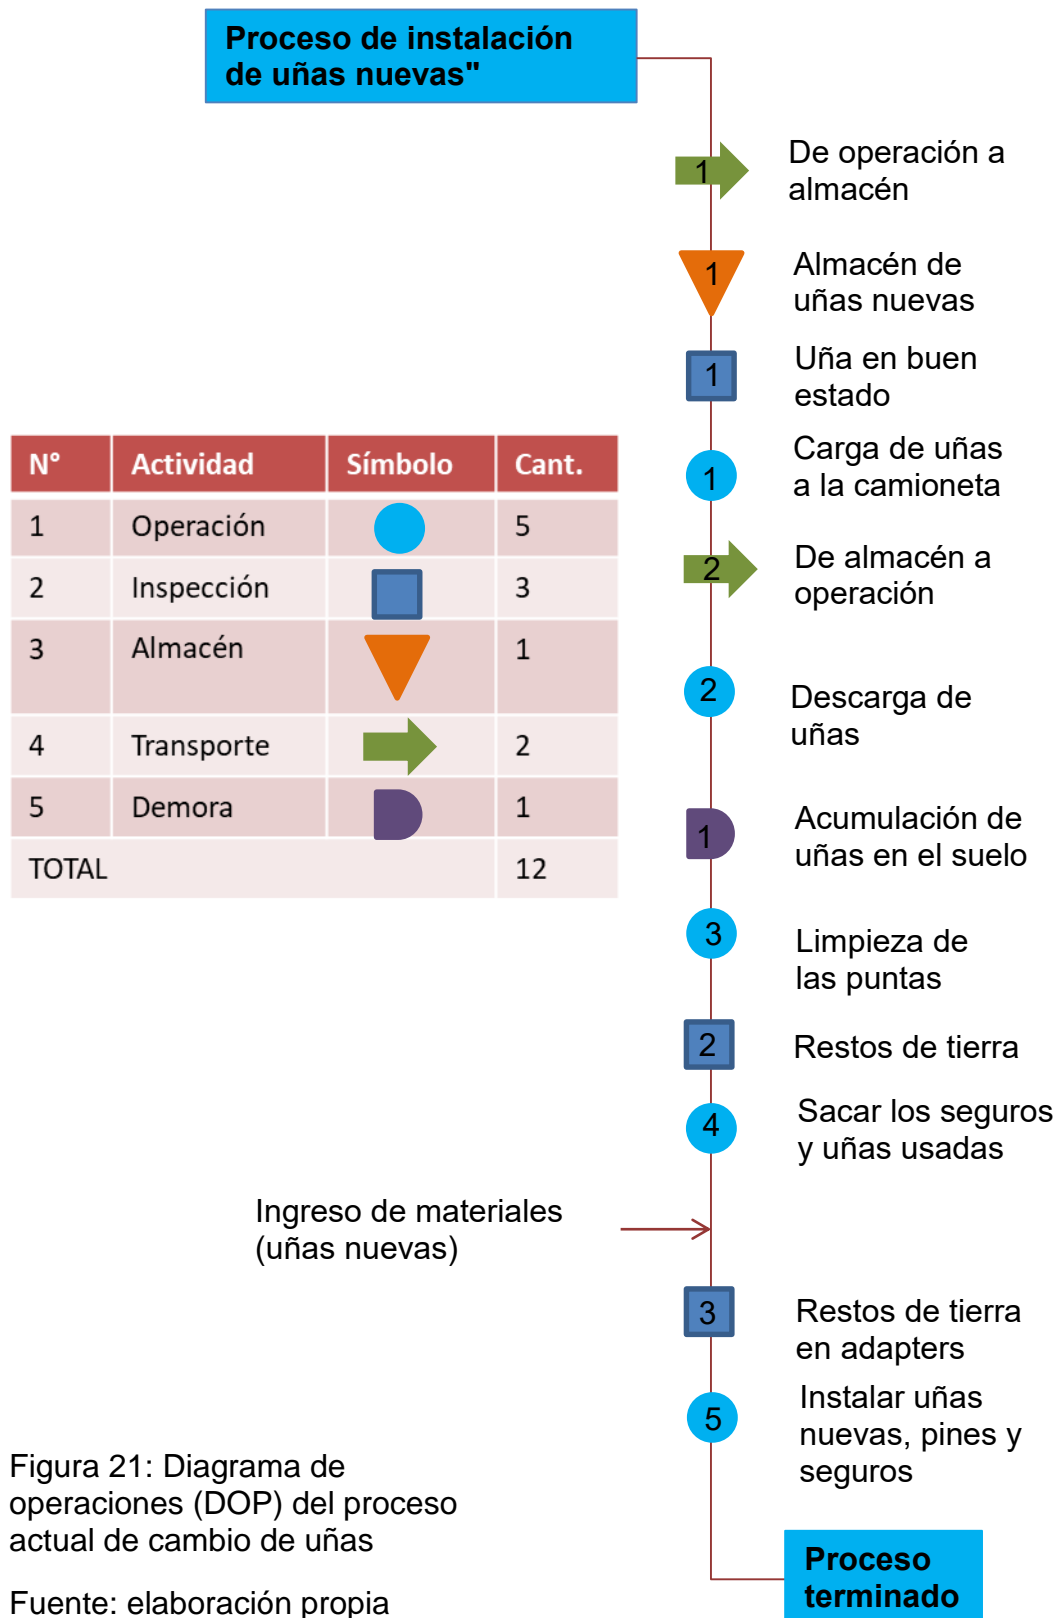 Proceso de instalación
de uñas nuevas"
1
De operación a
almacén
1
Almacén de
uñas nuevas
1
Uña en buen
estado
1
Carga de uñas
a la camioneta
2
De almacén a
operación
2
Descarga de
uñas
1
Acumulación de
uñas en el suelo
3
Limpieza de
las puntas
2
Restos de tierra
4
Sacar los seguros
y uñas usadas
Ingreso de materiales
(uñas nuevas)
3
Restos de tierra
en adapters
5
Instalar uñas
nuevas, pines y
seguros
Proceso
terminado
N° Actividad Símbolo Cant.
1 Operación 5
2 Inspección 3
3 Almacén 1
4 Transporte 2
5 Demora 1
TOTAL 12
Figura 21: Diagrama de
operaciones (DOP) del proceso
actual de cambio de uñas
Fuente: elaboración propia